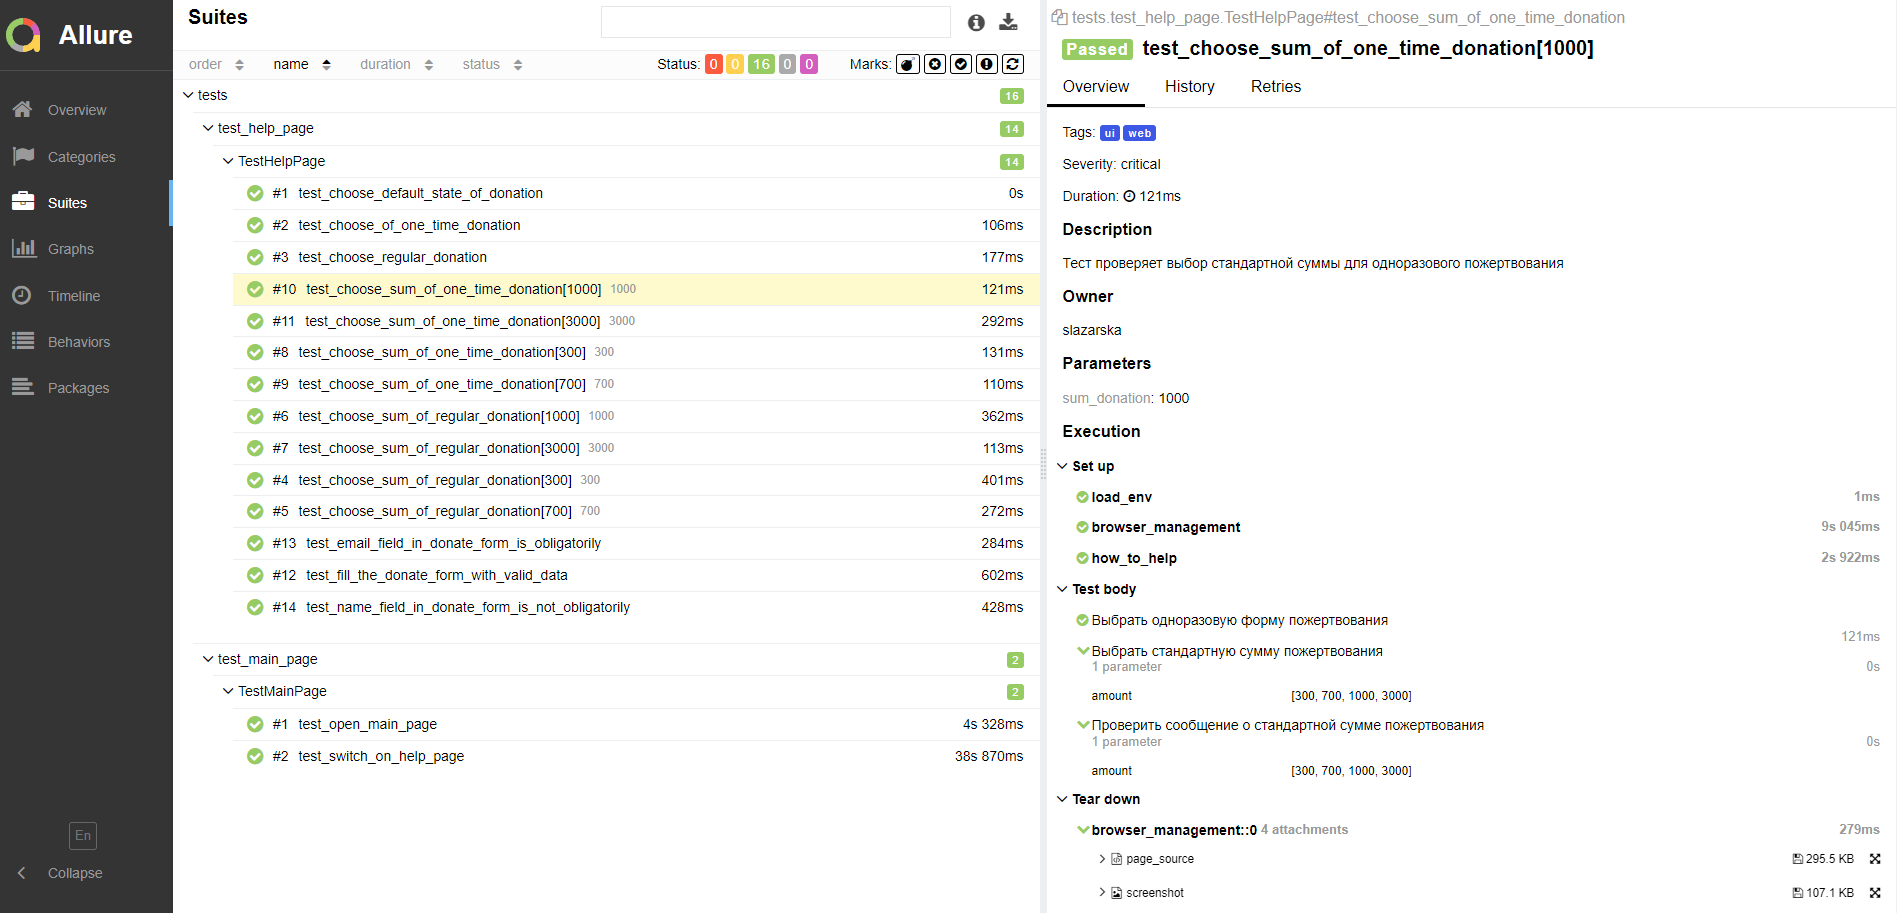 Allure
Overview
Categories
Suites
Graphs
Timeline
Behaviors
Packages
En
Collapse
Suites
order name duration status Status: 0 0 16 0 0 Marks:
tests 16
test_help_page 14
TestHelpPage 14
#1 test_choose_default_state_of_donation 0s
#2 test_choose_of_one_time_donation 106ms
#3 test_choose_regular_donation 177ms
#10 test_choose_sum_of_one_time_donation[1000] 1000 121ms
#11 test_choose_sum_of_one_time_donation[3000] 3000 292ms
#8 test_choose_sum_of_one_time_donation[300] 300 131ms
#9 test_choose_sum_of_one_time_donation[700] 700 110ms
#6 test_choose_sum_of_regular_donation[1000] 1000 362ms
#7 test_choose_sum_of_regular_donation[3000] 3000 113ms
#4 test_choose_sum_of_regular_donation[300] 300 401ms
#5 test_choose_sum_of_regular_donation[700] 700 272ms
#13 test_email_field_in_donate_form_is_obligatorily 284ms
#12 test_fill_the_donate_form_with_valid_data 602ms
#14 test_name_field_in_donate_form_is_not_obligatorily 428ms
test_main_page 2
TestMainPage 2
#1 test_open_main_page 4s 328ms
#2 test_switch_on_help_page 38s 870ms
tests.test_help_page.TestHelpPage#test_choose_sum_of_one_time_donation
Passed test_choose_sum_of_one_time_donation[1000]
Overview History Retries
Tags: ui web
Severity: critical
Duration: 121ms
Description
Тест проверяет выбор стандартной суммы для одноразового пожертвования
Owner
slazarska
Parameters
sum_donation: 1000
Execution
Set up
load_env 1ms
browser_management 9s 045ms
how_to_help 2s 922ms
Test body
Выбрать одноразовую форму пожертвования
121ms
Выбрать стандартную сумму пожертвования
1 parameter 0s
amount [300, 700, 1000, 3000]
Проверить сообщение о стандартной сумме пожертвования
1 parameter 0s
amount [300, 700, 1000, 3000]
Tear down
browser_management::0 4 attachments 279ms
page_source 295.5 KB
screenshot 107.1 KB